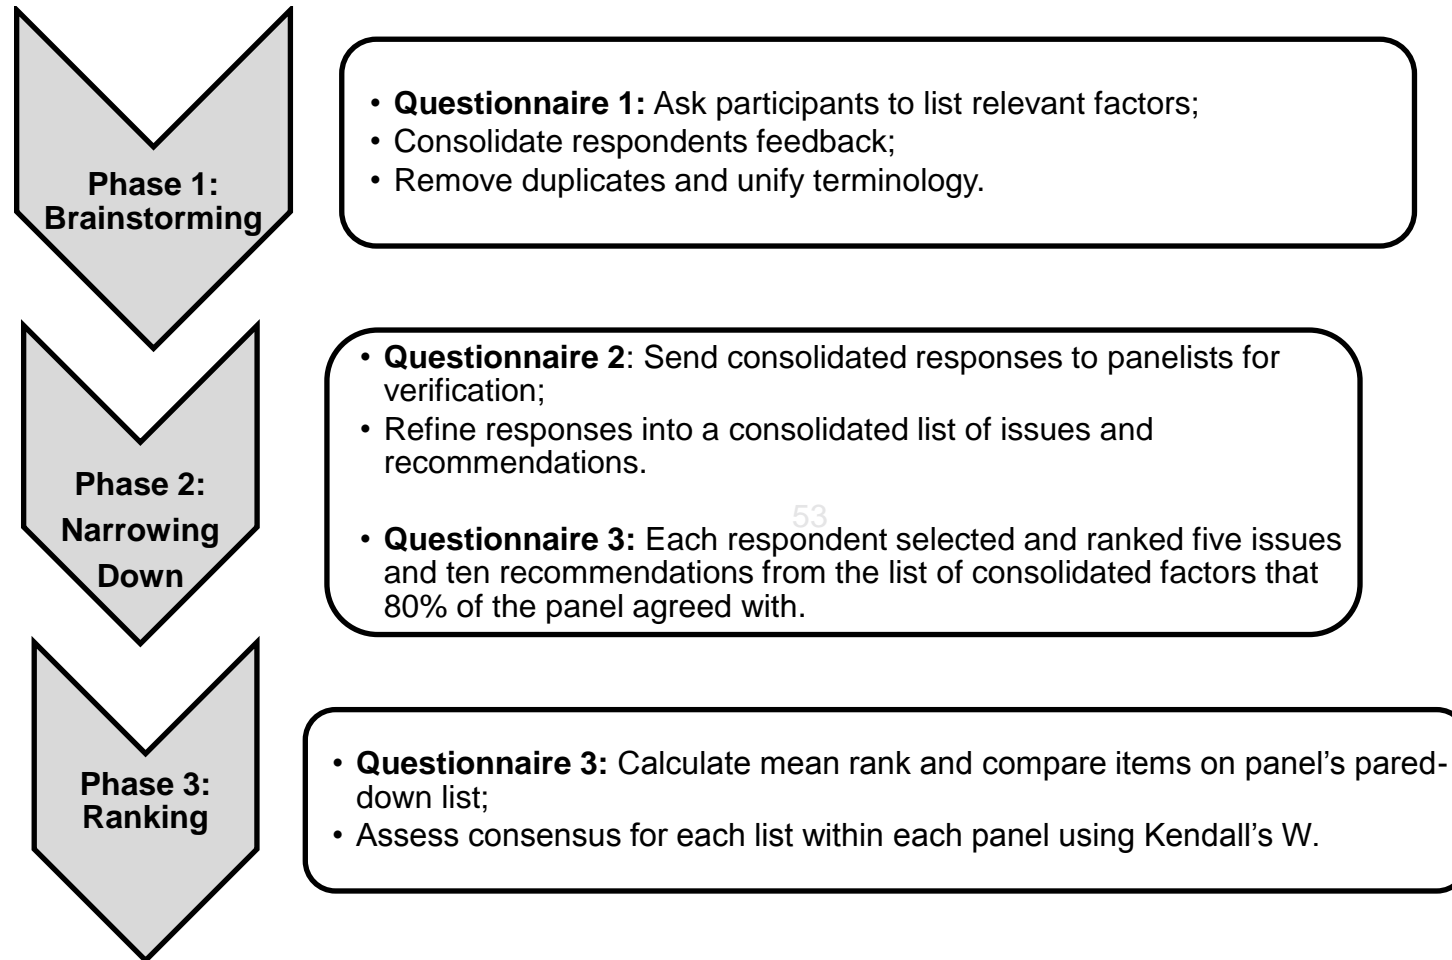 Phase 1:
Brainstorming
• Questionnaire 1: Ask participants to list relevant factors;
• Consolidate respondents feedback;
• Remove duplicates and unify terminology.
Phase 2:
Narrowing
Down
• Questionnaire 2: Send consolidated responses to panelists for
verification;
• Refine responses into a consolidated list of issues and
recommendations.
53
• Questionnaire 3: Each respondent selected and ranked five issues
and ten recommendations from the list of consolidated factors that
80% of the panel agreed with.
Phase 3:
Ranking
• Questionnaire 3: Calculate mean rank and compare items on panel’s pared-
down list;
• Assess consensus for each list within each panel using Kendall’s W.